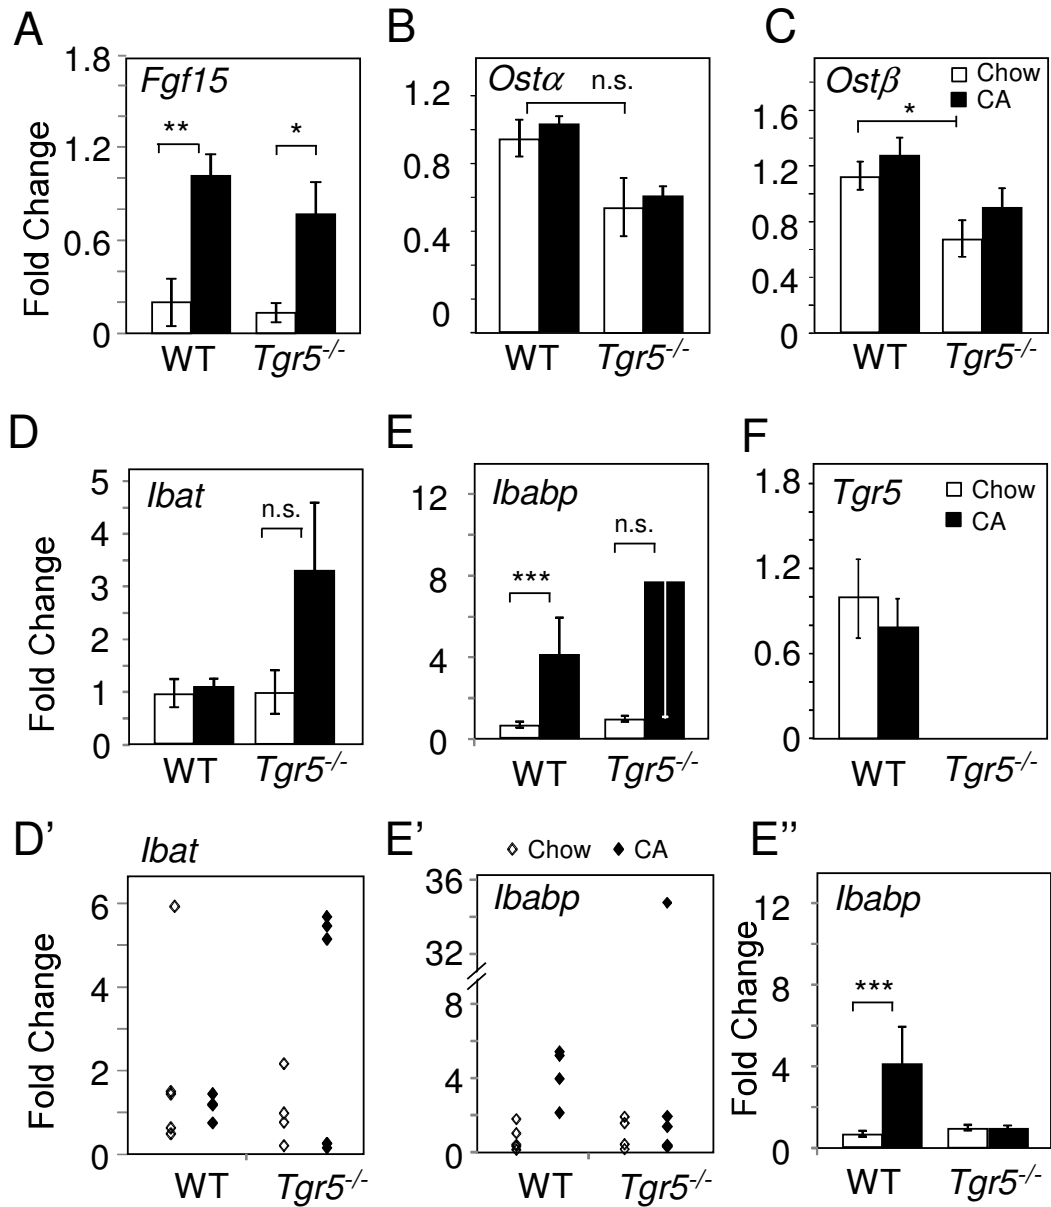 A
Fgf15
1.8
1.2
0.6
0
Fold Change
**
*
WT
Tgr5-/-
B
Ostα
n.s.
1.2
0.8
0.4
0
WT
Tgr5-/-
C
Ostβ
Chow
CA
*
1.6
1.2
0.8
0.4
0
WT
Tgr5-/-
D
Ibat
5
4
3
2
1
0
Fold Change
n.s.
WT
Tgr5-/-
E
Ibabp
12
8
4
0
***
n.s.
WT
Tgr5-/-
F
Tgr5
Chow
CA
1.8
1.2
0.6
0
WT
Tgr5-/-
D’
Ibat
6
4
2
0
Fold Change
WT
Tgr5-/-
E’
Chow
CA
Ibabp
36
32
8
4
0
WT
Tgr5-/-
E”
Ibabp
12
8
4
0
Fold Change
***
WT
Tgr5-/-